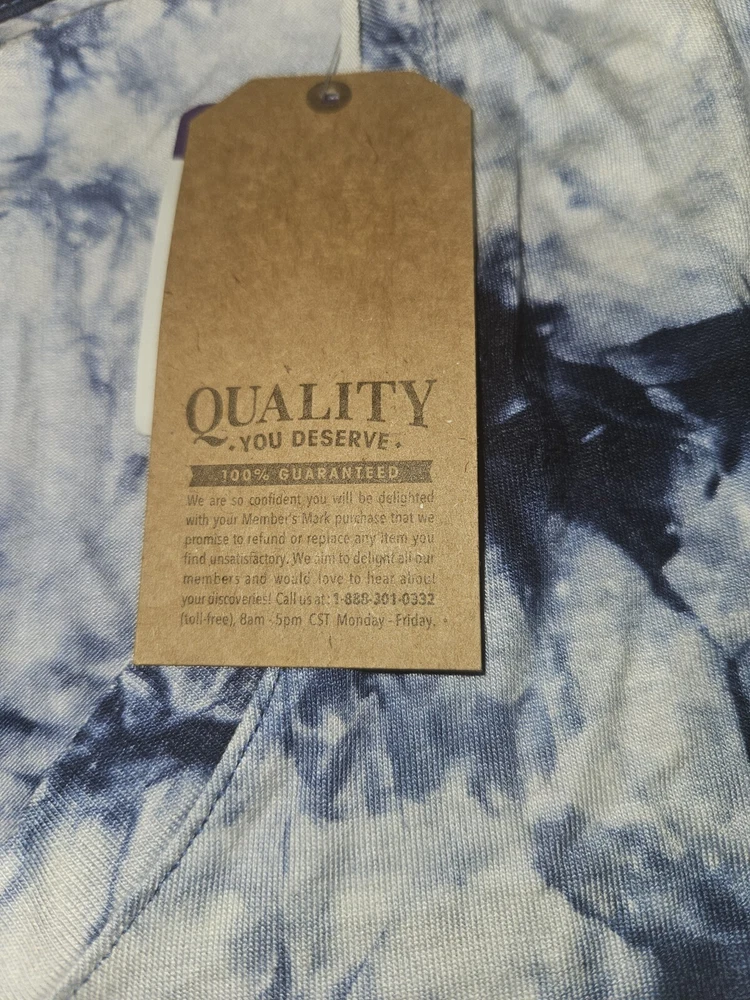 QUALITY
• YOU DESERVE •
100% GUARANTEED
We are so confident you will be delighted
with your Member's Mark purchase that we
promise to refund or replace any item you
find unsatisfactory. We aim to delight all our
members and would love to hear about
your discoveries! Call us at: 1-888-301-0332
(toll-free), 8am - 5pm CST Monday - Friday.